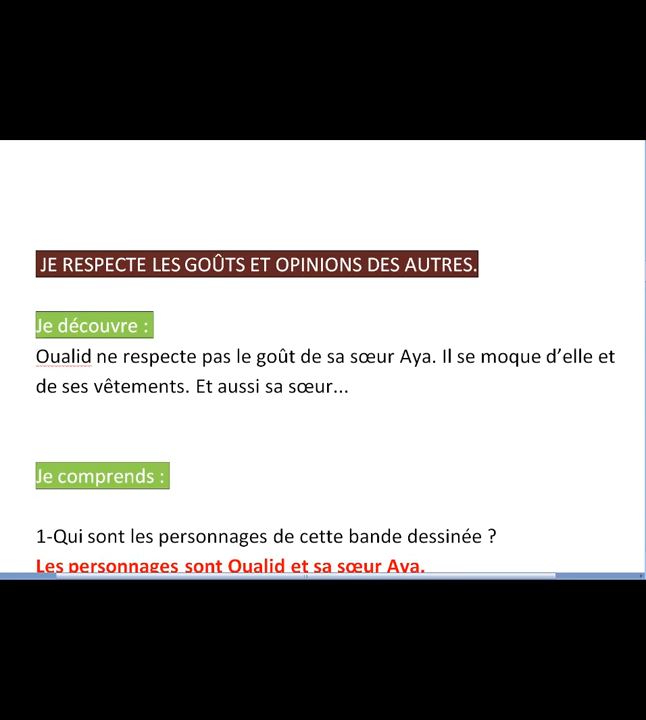 JE RESPECTE LES GOÛTS ET OPINIONS DES AUTRES.
Je découvre :
Oualid ne respecte pas le goût de sa sœur Aya. Il se moque d’elle et
de ses vêtements. Et aussi sa sœur...
Je comprends :
1-Qui sont les personnages de cette bande dessinée ?
Les personnages sont Oualid et sa sœur Aya.